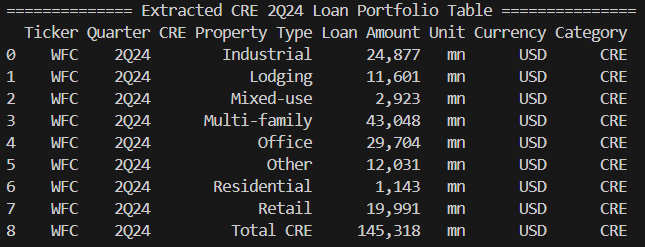 ============== Extracted CRE 2Q24 Loan Portfolio Table ===============
  Ticker Quarter CRE Property Type Loan Amount Unit Currency Category
0    WFC    2Q24        Industrial      24,877   mn      USD      CRE
1    WFC    2Q24           Lodging      11,601   mn      USD      CRE
2    WFC    2Q24         Mixed-use       2,923   mn      USD      CRE
3    WFC    2Q24      Multi-family      43,048   mn      USD      CRE
4    WFC    2Q24            Office      29,704   mn      USD      CRE
5    WFC    2Q24             Other      12,031   mn      USD      CRE
6    WFC    2Q24       Residential       1,143   mn      USD      CRE
7    WFC    2Q24            Retail      19,991   mn      USD      CRE
8    WFC    2Q24         Total CRE     145,318   mn      USD      CRE